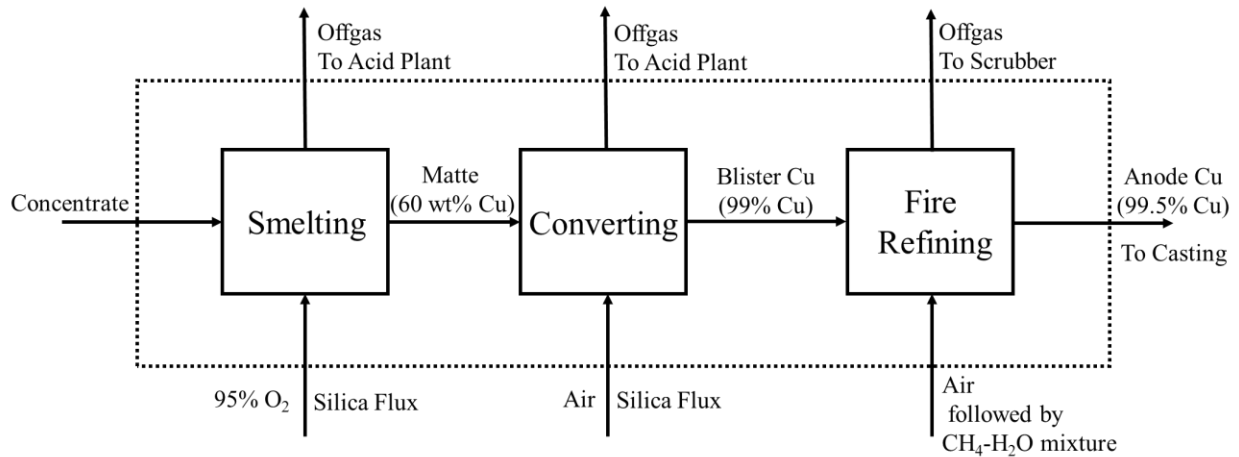 Offgas
To Acid Plant
Offgas
To Acid Plant
Offgas
To Scrubber
Concentrate
Smelting
Matte
(60 wt% Cu)
Converting
Blister Cu
(99% Cu)
Fire
Refining
Anode Cu
(99.5% Cu)
To Casting
95% O₂
Silica Flux
Air
Silica Flux
Air
followed by
CH₄-H₂O mixture